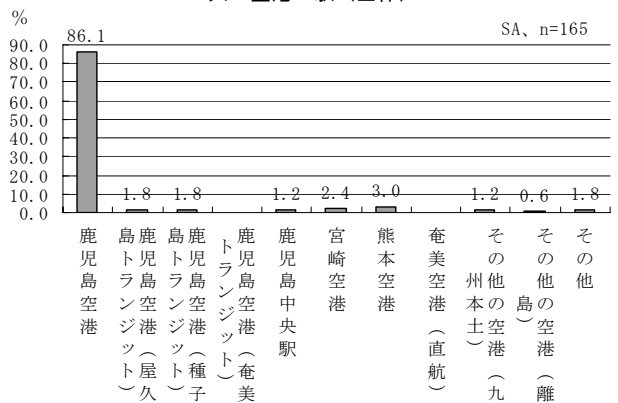 %
SA、n=165
90.0
80.0
70.0
60.0
50.0
40.0
30.0
20.0
10.0
0.0
86.1
1.8
1.8
1.2
2.4
3.0
1.2
0.6
1.8
鹿児島空港
鹿児島空港（屋久
島トランジット）
鹿児島空港（種子
島トランジット）
鹿児島空港（奄美
トランジット）
鹿児島中央駅
宮崎空港
熊本空港
奄美空港（直航）
その他の空港（九
州本土）
その他の空港（離
島）
その他